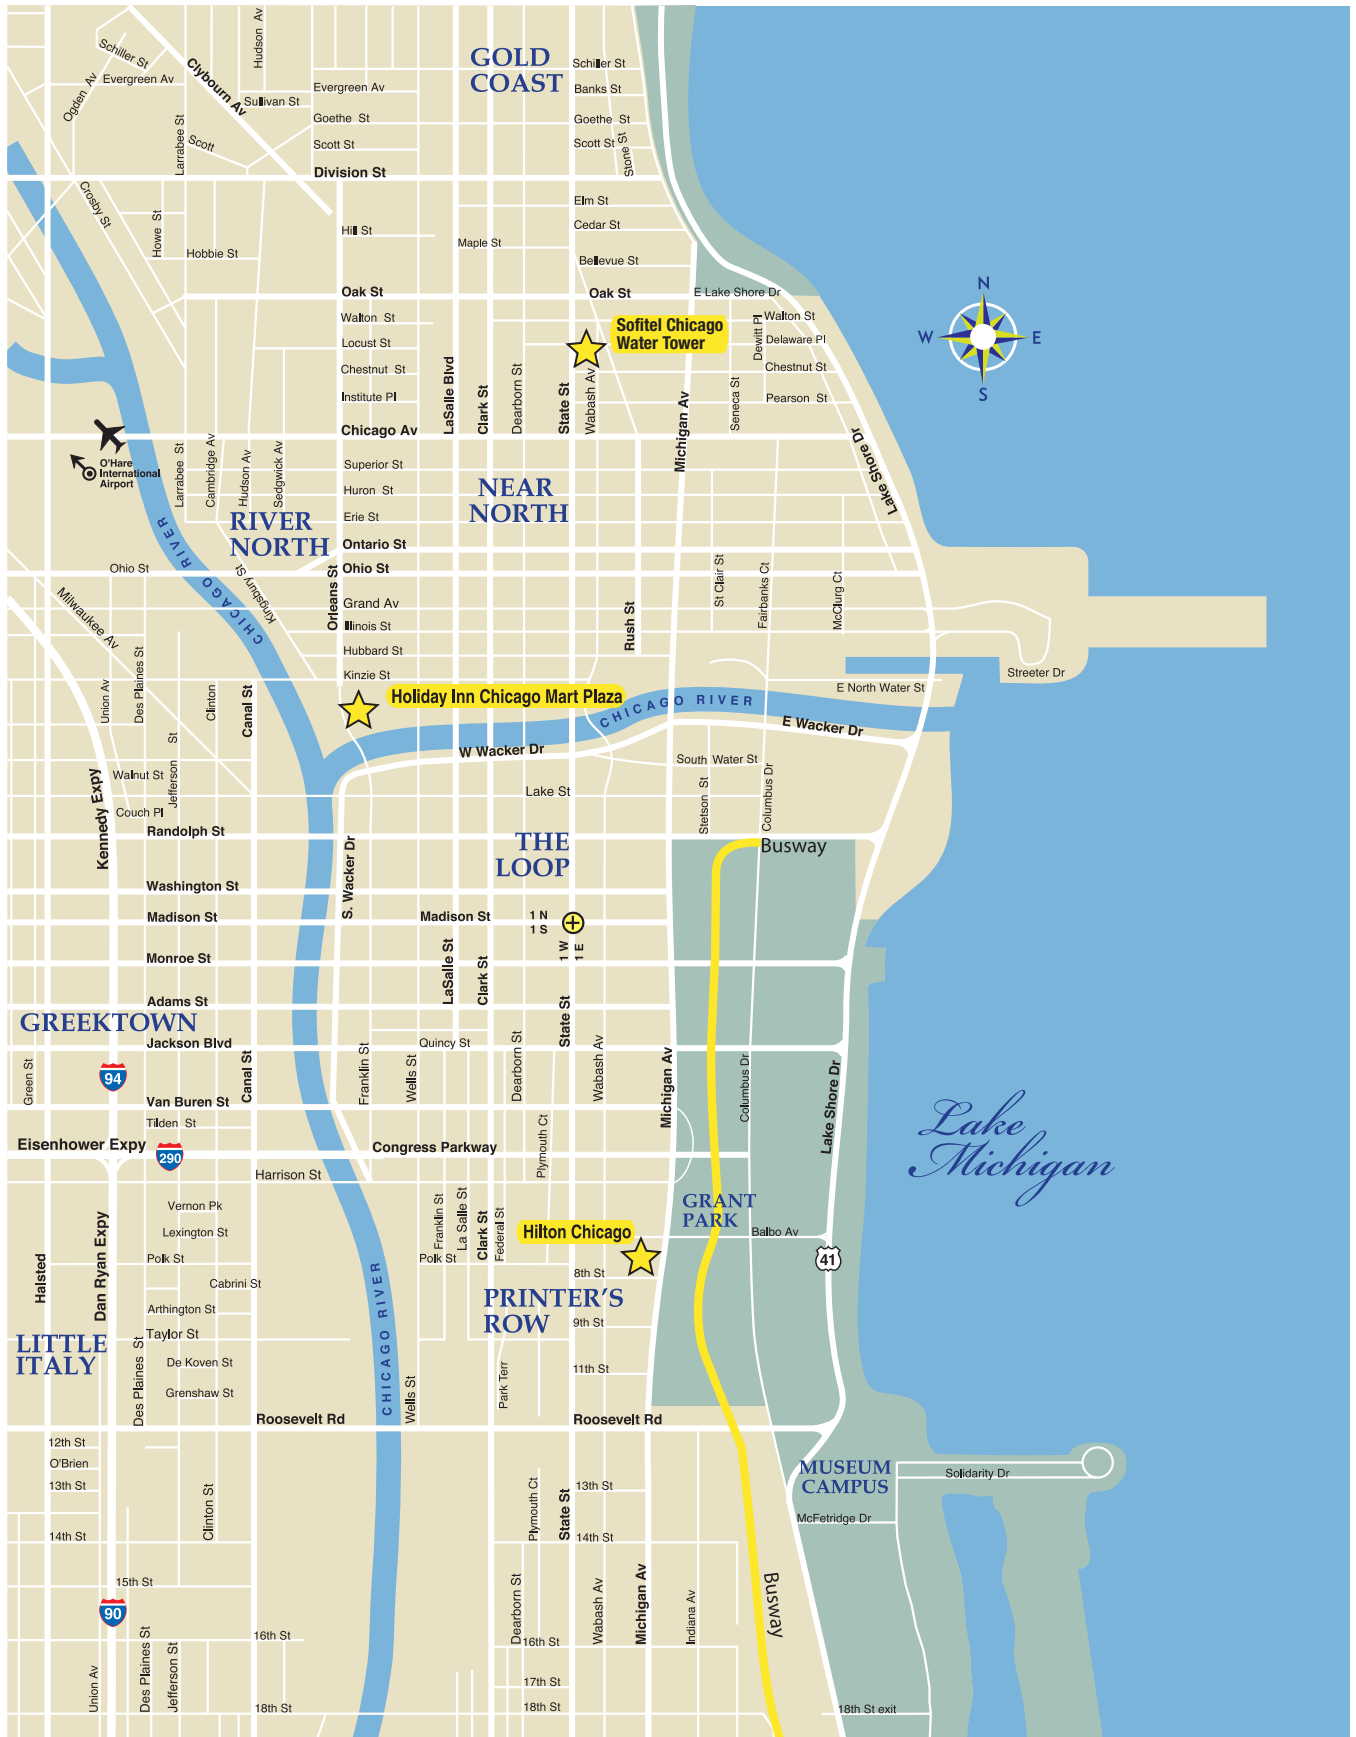 Schiller St
Evergreen Av
Ogden Av
Clybourn Av
Hudson Av
Sullivan St
Larrabee St
Scott
Evergreen Av
Goethe St
Scott St
Division St
GOLD
COAST
Schiller St
Banks St
Goethe St
Scott St
Stone St
Crosby St
Howe St
Hobbie St
Hill St
Maple St
Elm St
Cedar St
Bellevue St
Oak St
Oak St
E Lake Shore Dr
Walton St
Locust St
Chestnut St
Institute Pl
Chicago Av
LaSalle Blvd
Clark St
Dearborn St
State St
Wabash Av
Sofitel Chicago
Water Tower
Michigan Av
Seneca St
Dewitt Pl
Walton St
Delaware Pl
Chestnut St
Pearson St
Lake Shore Dr
N
W
E
S
O'Hare
International
Airport
Larrabee St
Cambridge Av
Hudson Av
Sedgwick Av
Superior St
Huron St
Erie St
Ontario St
Ohio St
Grand Av
Illinois St
Hubbard St
Kinzie St
NEAR
NORTH
RIVER
NORTH
CHICAGO RIVER
CHICAGO
Ohio St
Milwaukee Av
Kingsbury St
Orleans St
Rush St
St Clair St
Fairbanks Ct
McClurg Ct
Streeter Dr
E North Water St
Union Av
Des Plaines St
Clinton
St
Canal St
Jefferson
Holiday Inn Chicago Mart Plaza
CHICAGO RIVER
W Wacker Dr
E Wacker Dr
South Water St
Stetson St
Columbus Dr
Lake St
Walnut St
Couch Pl
Kennedy Expy
Randolph St
Washington St
Madison St
Monroe St
Adams St
GREEKTOWN
Jackson Blvd
THE
LOOP
Busway
S. Wacker Dr
Madison St
1 N
1 S
1 W
1 E
LaSalle St
Clark St
State St
Green St
94
Canal St
Franklin St
Wells St
Quincy St
Dearborn St
Wabash Av
Michigan Av
Columbus Dr
Lake Shore Dr
Lake
Michigan
Van Buren St
Tilden St
Eisenhower Expy
290
Congress Parkway
Plymouth Ct
Harrison St
Vernon Pk
Lexington St
Polk St
Cabrini St
Arthington St
Taylor St
De Koven St
Grenshaw St
Halsted
Dan Ryan Expy
Des Plaines St
LITTLE
ITALY
CHICAGO RIVER
Franklin St
La Salle St
Clark St
Federal St
Polk St
Hilton Chicago
GRANT
PARK
Balbo Av
41
8th St
PRINTER'S
ROW
9th St
11th St
Park Terr
Wells St
Roosevelt Rd
Roosevelt Rd
12th St
O'Brien
13th St
14th St
15th St
90
16th St
18th St
Clinton St
Union Av
Des Plaines St
Jefferson St
Plymouth Ct
State St
13th St
14th St
Dearborn St
Wabash Av
Michigan Av
Indiana Av
16th St
17th St
18th St
Busway
MUSEUM
CAMPUS
Solidarity Dr
McFetridge Dr
18th St exit